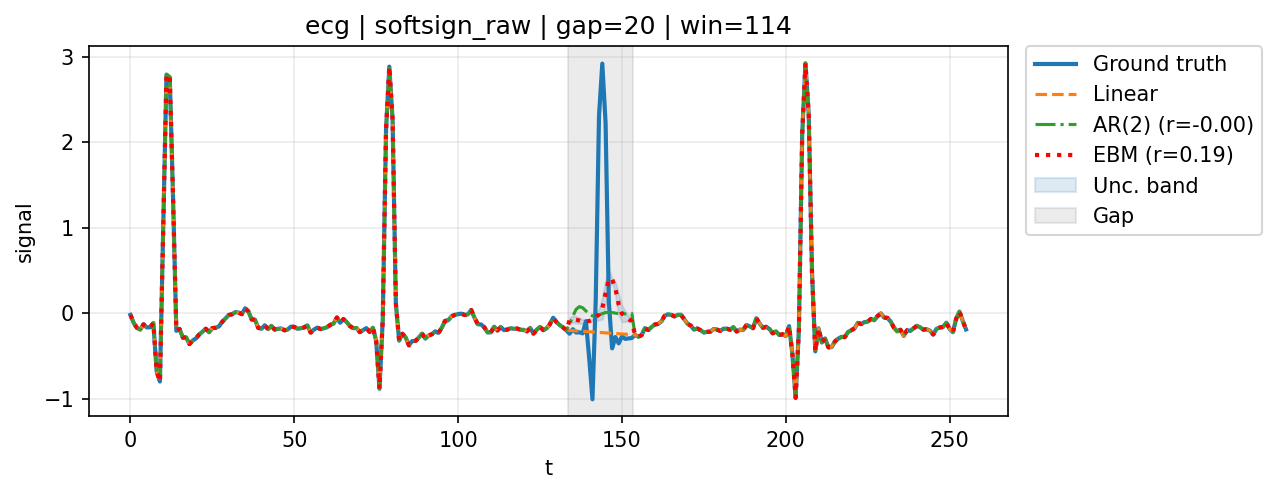 ecg | softsign_raw | gap=20 | win=114
3
2
1
0
−1
signal
0
50
100
150
200
250
t
Ground truth
Linear
AR(2) (r=-0.00)
EBM (r=0.19)
Unc. band
Gap